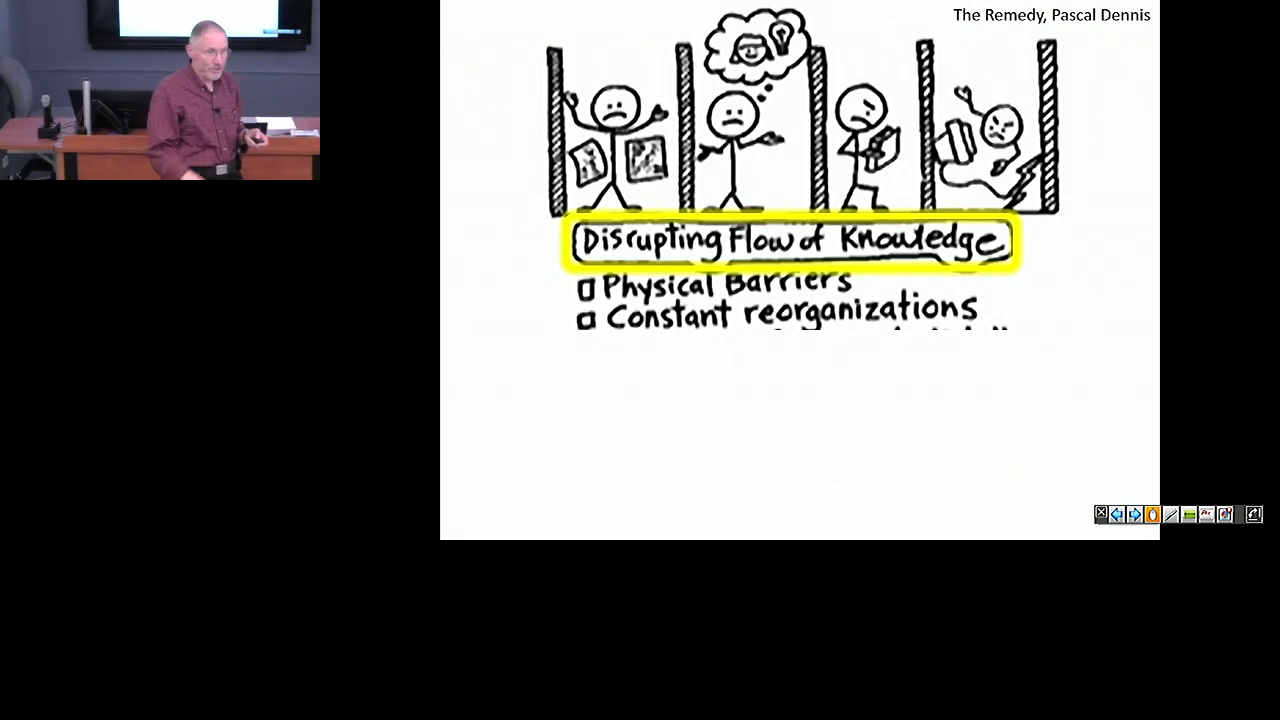 The Remedy, Pascal Dennis
Disrupting Flow of Knowledge
Physical Barriers
Constant reorganizations